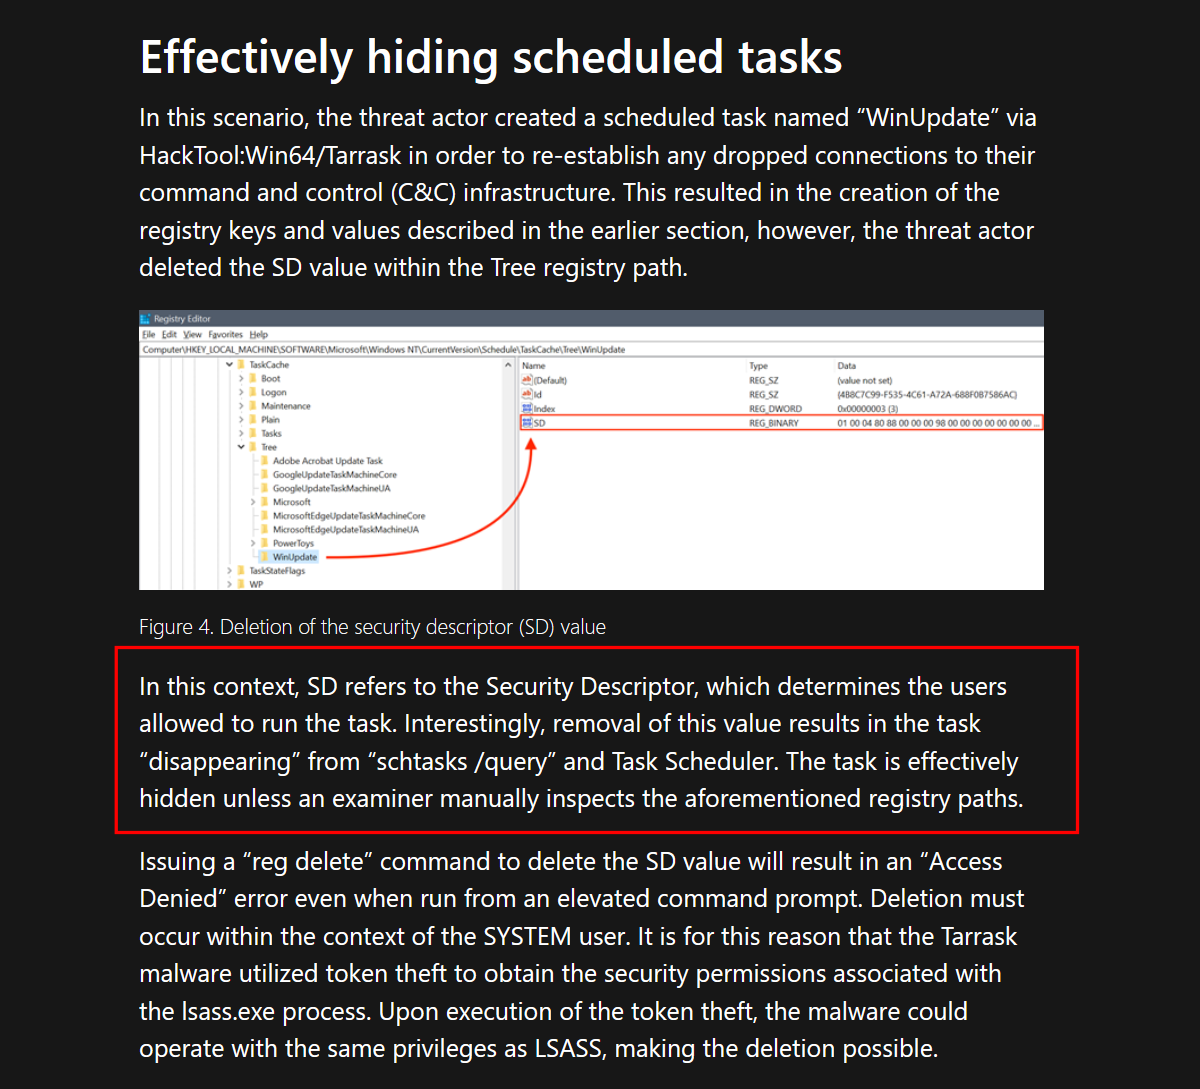 Effectively hiding scheduled tasks
In this scenario, the threat actor created a scheduled task named “WinUpdate” via
HackTool:Win64/Tarrask in order to re-establish any dropped connections to their
command and control (C&C) infrastructure. This resulted in the creation of the
registry keys and values described in the earlier section, however, the threat actor
deleted the SD value within the Tree registry path.
Registry Editor
File Edit View Favorites Help
Computer\HKEY_LOCAL_MACHINE\SOFTWARE\Microsoft\Windows NT\CurrentVersion\Schedule\TaskCache\Tree\WinUpdate
TaskCache
Boot
Logon
Maintenance
Plain
Tasks
Tree
Adobe Acrobat Update Task
GoogleUpdateTaskMachineCore
GoogleUpdateTaskMachineUA
Microsoft
MicrosoftEdgeUpdateTaskMachineCore
MicrosoftEdgeUpdateTaskMachineUA
PowerToys
WinUpdate
TaskStateFlags
WP
Name Type Data
(Default) REG_SZ (value not set)
Id REG_SZ {4B8C7C99-F535-4C61-A72A-688F087586AC}
Index REG_DWORD 0x00000003 (3)
SD REG_BINARY 01 00 04 80 88 00 00 00 98 00 00 00 00 00 00 00 ...
Figure 4. Deletion of the security descriptor (SD) value
In this context, SD refers to the Security Descriptor, which determines the users
allowed to run the task. Interestingly, removal of this value results in the task
“disappearing” from “schtasks /query” and Task Scheduler. The task is effectively
hidden unless an examiner manually inspects the aforementioned registry paths.
Issuing a “reg delete” command to delete the SD value will result in an “Access
Denied” error even when run from an elevated command prompt. Deletion must
occur within the context of the SYSTEM user. It is for this reason that the Tarrask
malware utilized token theft to obtain the security permissions associated with
the lsass.exe process. Upon execution of the token theft, the malware could
operate with the same privileges as LSASS, making the deletion possible.